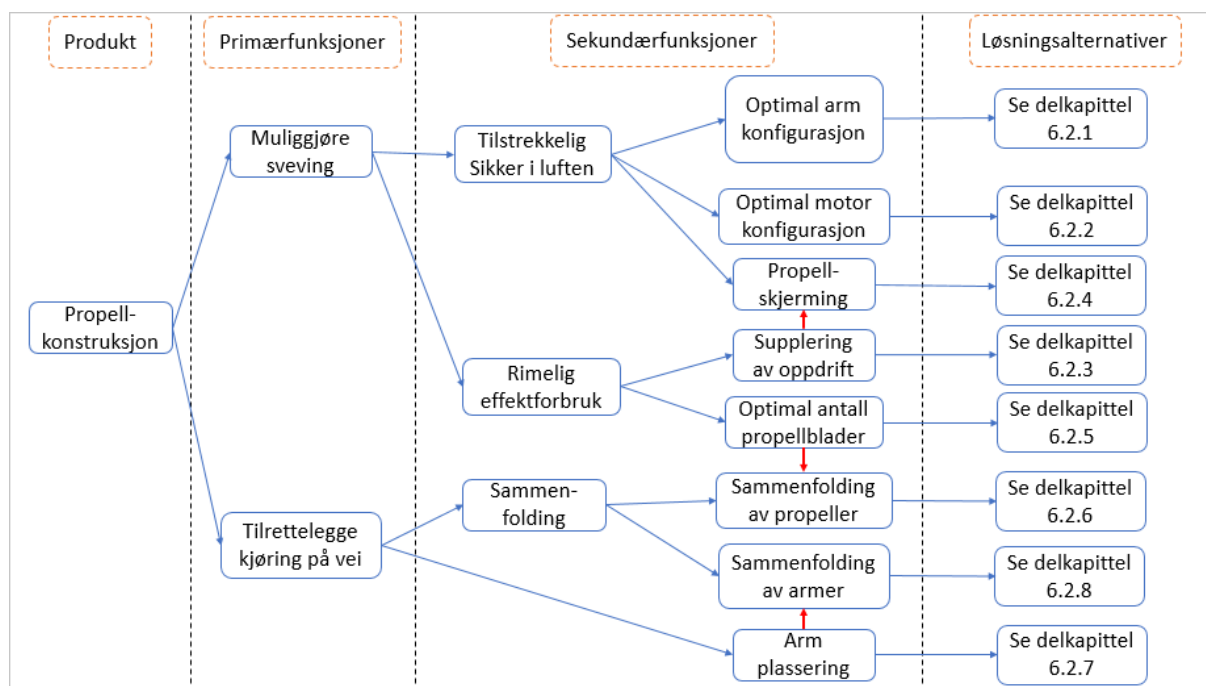 Produkt
Primærfunksjoner
Sekundærfunksjoner
Løsningsalternativer
Propell-
konstruksjon
Muliggjøre
sveving
Tilrettelegge
kjøring på vei
Tilstrekkelig
Sikker i luften
Rimelig
effektforbruk
Sammen-
folding
Optimal arm
konfigurasjon
Optimal motor
konfigurasjon
Propell-
skjerming
Supplering
av oppdrift
Optimal antall
propellblader
Sammenfolding
av propeller
Sammenfolding
av armer
Arm
plassering
Se delkapittel
6.2.1
Se delkapittel
6.2.2
Se delkapittel
6.2.4
Se delkapittel
6.2.3
Se delkapittel
6.2.5
Se delkapittel
6.2.6
Se delkapittel
6.2.8
Se delkapittel
6.2.7